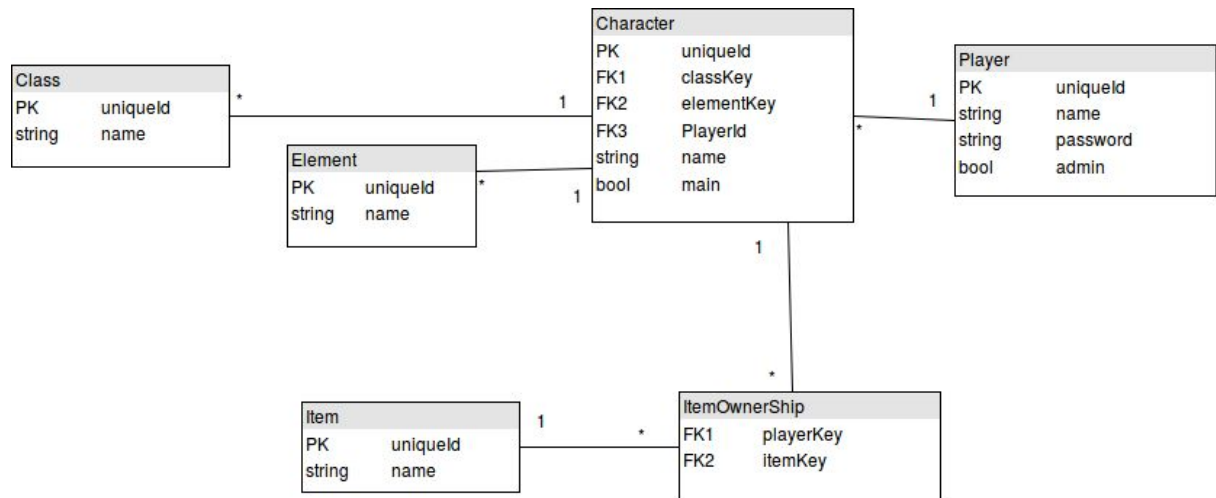 Character
PK uniqueId
FK1 classKey
FK2 elementKey
FK3 PlayerId
string name
bool main
Player
PK uniqueId
string name
string password
bool admin
Class
PK uniqueId
string name
* 1
1
*
Element
PK uniqueId
string name
*
1
1
*
Item
PK uniqueId
string name
1
*
ItemOwnerShip
FK1 playerKey
FK2 itemKey